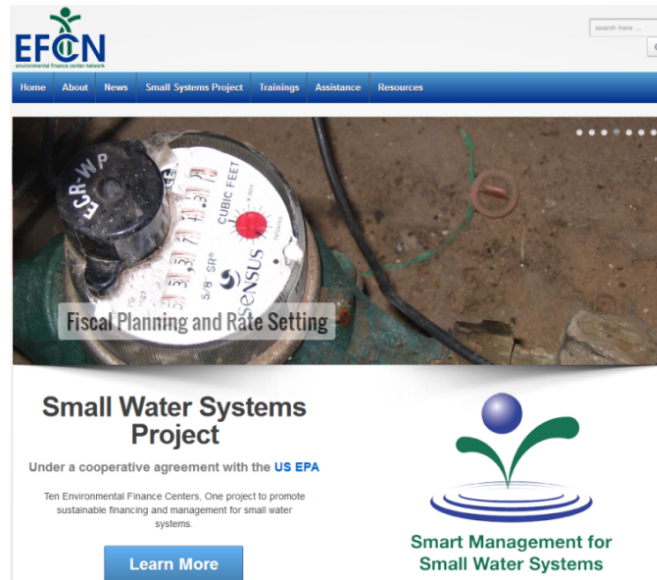 EFCN
environmental finance center network
search here ...
Home About News Small Systems Project Trainings Assistance Resources
ECR-WP
CUBIC FEET
5/8" SR®
SENSUS
Fiscal Planning and Rate Setting
Small Water Systems
Project
Under a cooperative agreement with the US EPA
Ten Environmental Finance Centers, One project to promote
sustainable financing and management for small water
systems.
Learn More
Smart Management for
Small Water Systems